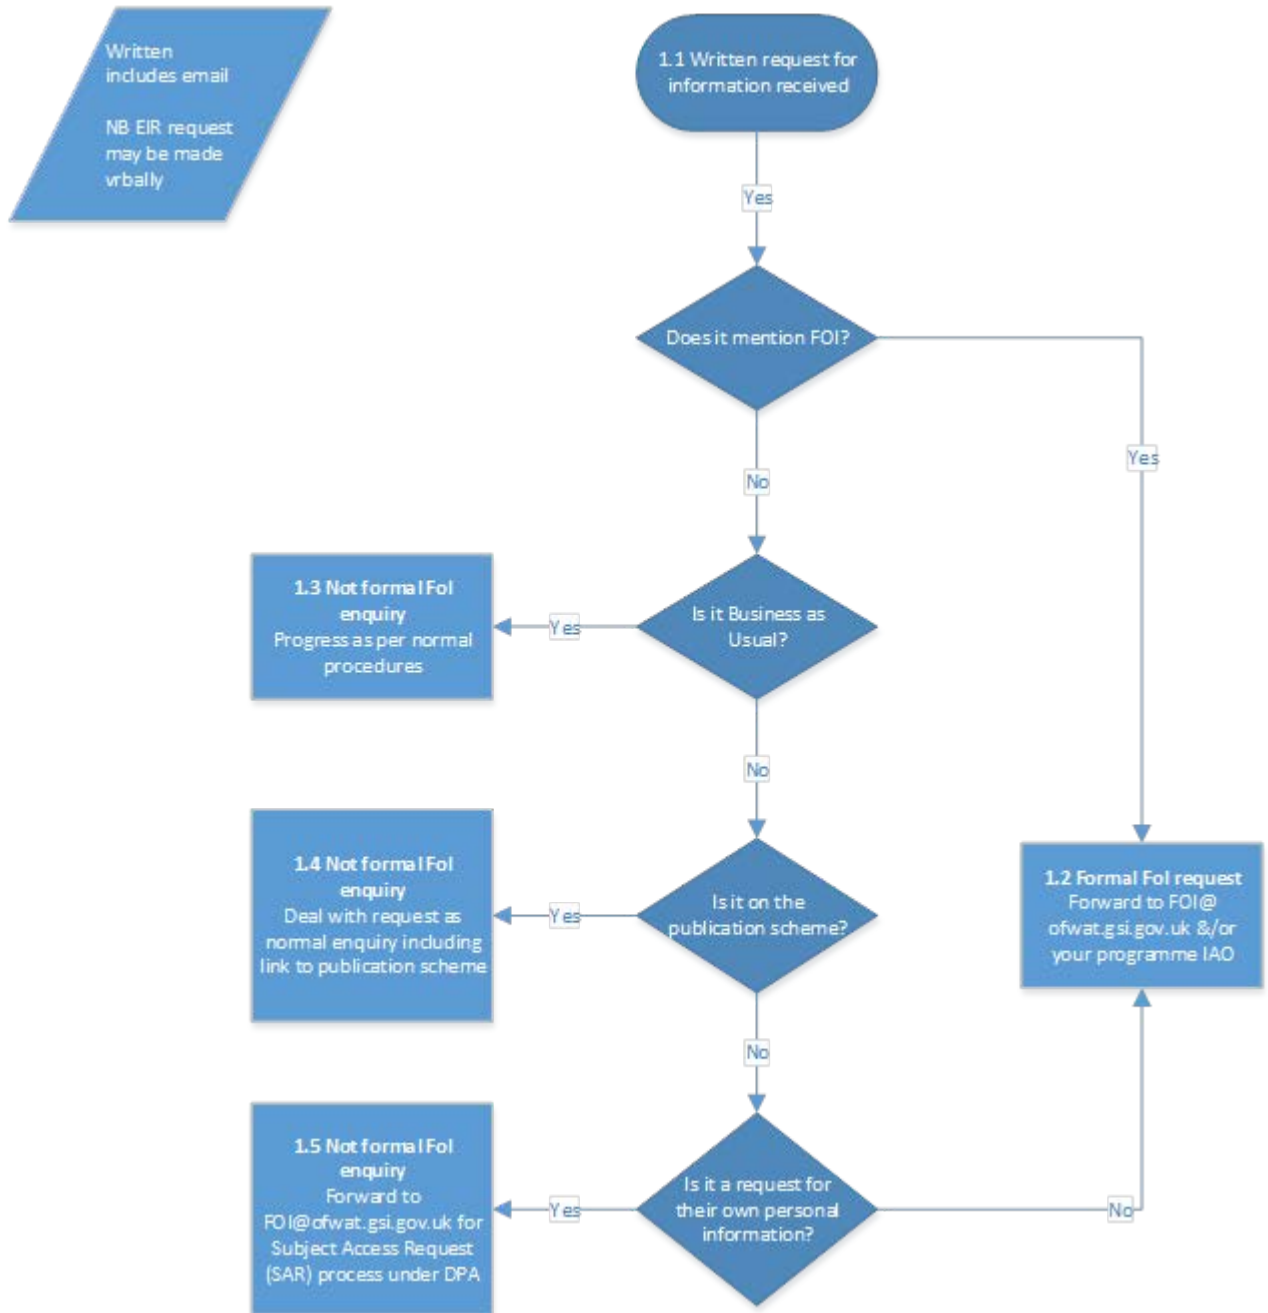 Written
includes email
NB EIR request
may be made
vrbally
1.1 Written request for
information received
Yes
Does it mention FOI?
Yes
No
1.3 Not formal FoI
enquiry
Progress as per normal
procedures
Yes
Is it Business as
Usual?
No
1.4 Not formal FoI
enquiry
Deal with request as
normal enquiry including
link to publication scheme
Yes
Is it on the
publication scheme?
1.2 Formal FoI request
Forward to FOI@
ofwat.gsi.gov.uk &/or
your programme IAO
No
1.5 Not formal FoI
enquiry
Forward to
FOI@ofwat.gsi.gov.uk for
Subject Access Request
(SAR) process under DPA
Yes
Is it a request for
their own personal
information?
No